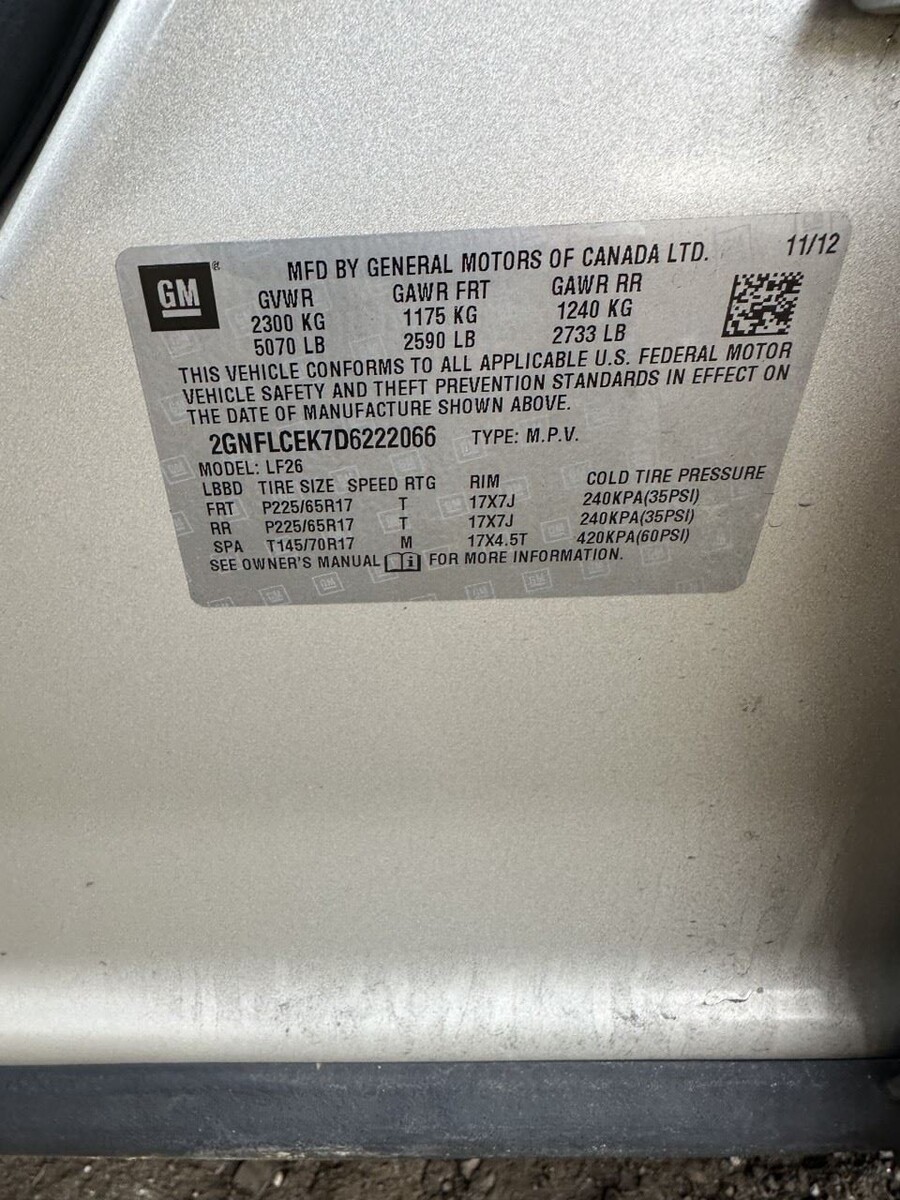 GM
®
MFD BY GENERAL MOTORS OF CANADA LTD. 11/12
GVWR GAWR FRT GAWR RR
2300 KG 1175 KG 1240 KG
5070 LB 2590 LB 2733 LB
THIS VEHICLE CONFORMS TO ALL APPLICABLE U.S. FEDERAL MOTOR
VEHICLE SAFETY AND THEFT PREVENTION STANDARDS IN EFFECT ON
THE DATE OF MANUFACTURE SHOWN ABOVE.
2GNFLCEK7D6222066 TYPE: M.P.V.
MODEL: LF26
LBBD TIRE SIZE SPEED RTG RIM COLD TIRE PRESSURE
FRT P225/65R17 T 17X7J 240KPA(35PSI)
RR P225/65R17 T 17X7J 240KPA(35PSI)
SPA T145/70R17 M 17X4.5T 420KPA(60PSI)
SEE OWNER'S MANUAL i FOR MORE INFORMATION.